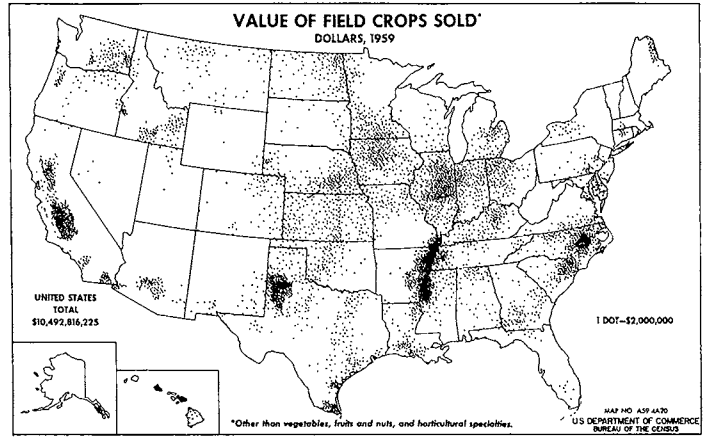 VALUE OF FIELD CROPS SOLD*
DOLLARS, 1959
UNITED STATES
TOTAL
$10,492,816,225
1 DOT—$2,000,000
*Other than vegetables, fruits and nuts, and horticultural specialties.
MAP NO A59 4A20
U S DEPARTMENT OF COMMERCE
BUREAU OF THE CENSUS